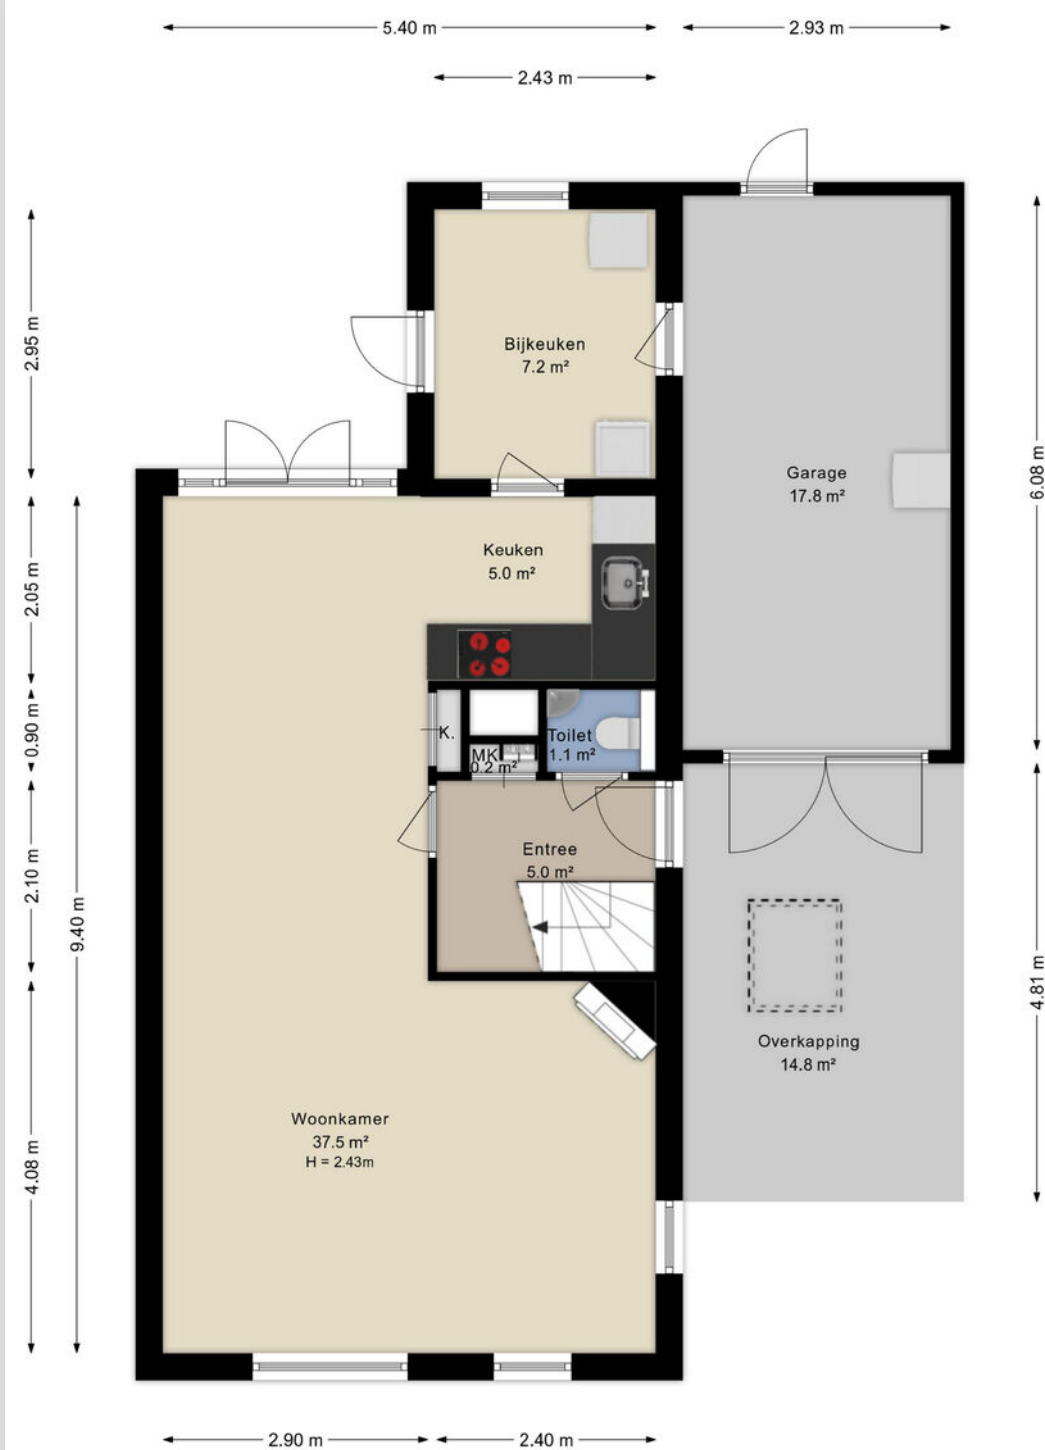 5.40 m
2.93 m
2.43 m
2.95 m
Bijkeuken
7.2 m²
6.08 m
Garage
17.8 m²
2.05 m
Keuken
5.0 m²
0.90 m
K.
MK
0.2 m²
Toilet
1.1 m²
2.10 m
9.40 m
Entree
5.0 m²
4.81 m
Overkapping
14.8 m²
4.08 m
Woonkamer
37.5 m²
H = 2.43m
2.90 m
2.40 m